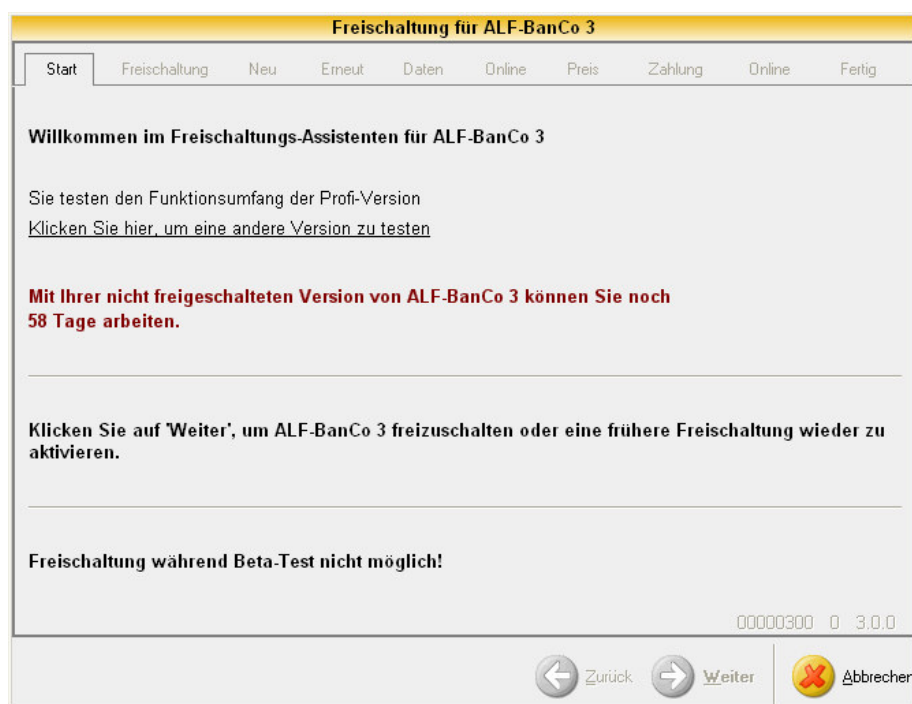 Freischaltung für ALF-BanCo 3
Start Freischaltung Neu Erneut Daten Online Preis Zahlung Online Fertig
Willkommen im Freischaltungs-Assistenten für ALF-BanCo 3
Sie testen den Funktionsumfang der Profi-Version
Klicken Sie hier, um eine andere Version zu testen
Mit Ihrer nicht freigeschalteten Version von ALF-BanCo 3 können Sie noch
58 Tage arbeiten.
Klicken Sie auf 'Weiter', um ALF-BanCo 3 freizuschalten oder eine frühere Freischaltung wieder zu
aktivieren.
Freischaltung während Beta-Test nicht möglich!
00000300 0 3.0.0
Zurück Weiter Abbrechen